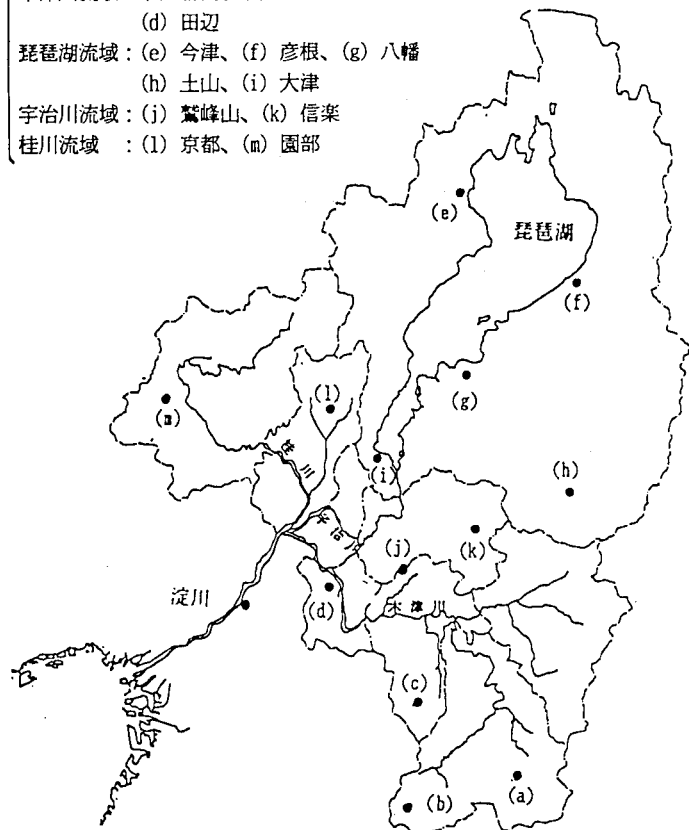 (d) 田辺
琵琶湖流域：(e) 今津、(f) 彦根、(g) 八幡
(h) 土山、(i) 大津
宇治川流域：(j) 鷲峰山、(k) 信楽
桂川流域　：(l) 京都、(m) 園部
(e)
琵琶湖
(f)
(g)
(l)
(m)
桂川
(i)
(h)
宇治川
(k)
(j)
淀川
(d)
木津川
(c)
(b)
(a)